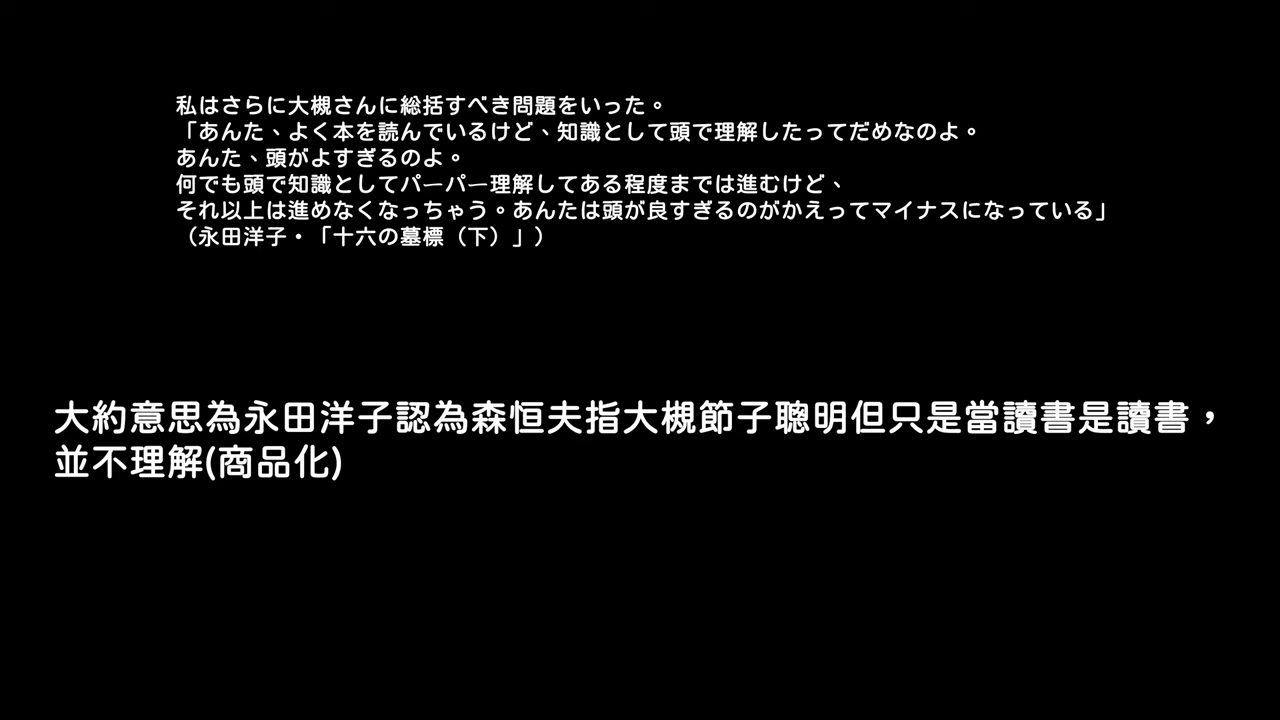 私はさらに大槻さんに総括すべき問題をいった。
「あんた、よく本を読んでいるけど、知識として頭で理解したってだめなのよ。
あんた、頭がよすぎるのよ。
何でも頭で知識としてパーパー理解してある程度までは進むけど、
それ以上は進めなくなっちゃう。あんたは頭が良すぎるのがかえってマイナスになっている」
（永田洋子・「十六の墓標（下）」）
大約意思為永田洋子認為森恒夫指大槻節子聰明但只是當讀書是讀書，
並不理解(商品化)